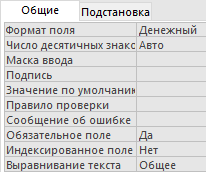 Общие Подстановка
Формат поля Денежный
Число десятичных знако Авто
Маска ввода
Подпись
Значение по умолчани
Правило проверки
Сообщение об ошибке
Обязательное поле Да
Индексированное поле Нет
Выравнивание текста Общее